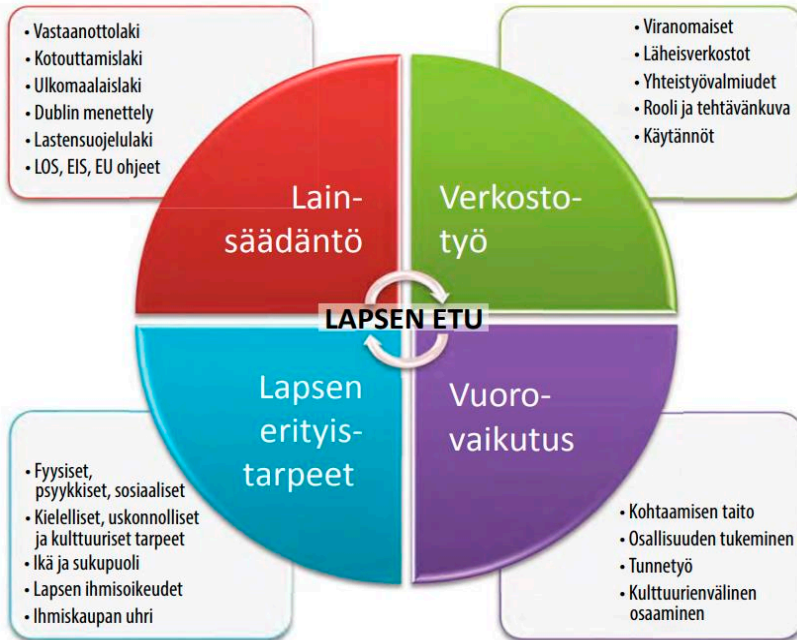 • Vastaanottolaki
• Kotouttamislaki
• Ulkomaalaislaki
• Dublin menettely
• Lastensuojelulaki
• LOS, EIS, EU ohjeet
• Viranomaiset
• Läheisverkostot
• Yhteistyövalmiudet
• Rooli ja tehtävänkuva
• Käytännöt
Lain-
säädäntö
Verkosto-
työ
LAPSEN ETU
Lapsen
erityis-
tarpeet
Vuoro-
vaikutus
• Fyysiset,
psyykkiset, sosiaaliset
• Kielelliset, uskonnolliset
ja kulttuuriset tarpeet
• Ikä ja sukupuoli
• Lapsen ihmisoikeudet
• Ihmiskaupan uhri
• Kohtaamisen taito
• Osallisuuden tukeminen
• Tunnetyö
• Kulttuurienvälinen
osaaminen